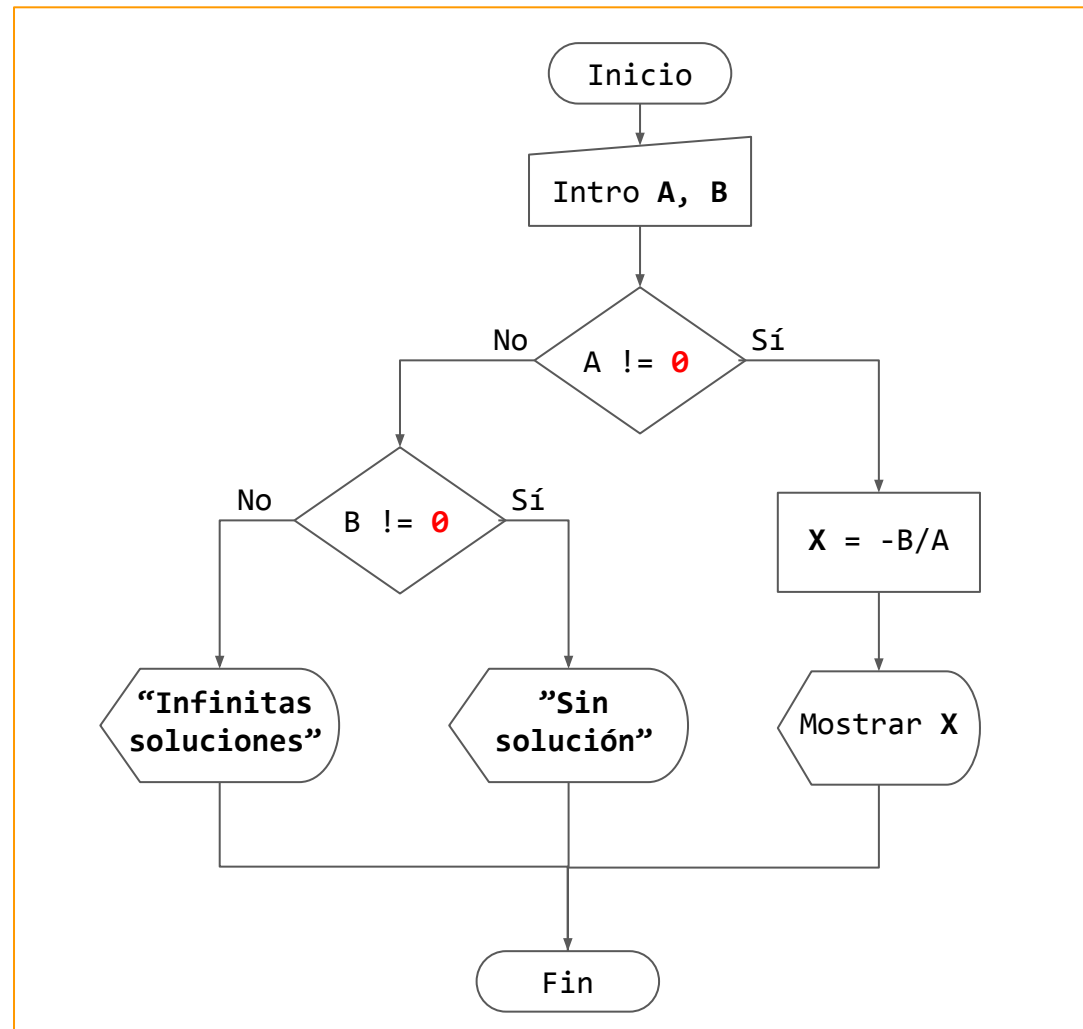 Inicio
Intro A, B
No
Sí
A != 0
No
Sí
B != 0
X = -B/A
“Infinitas
soluciones”
”Sin
solución”
Mostrar X
Fin